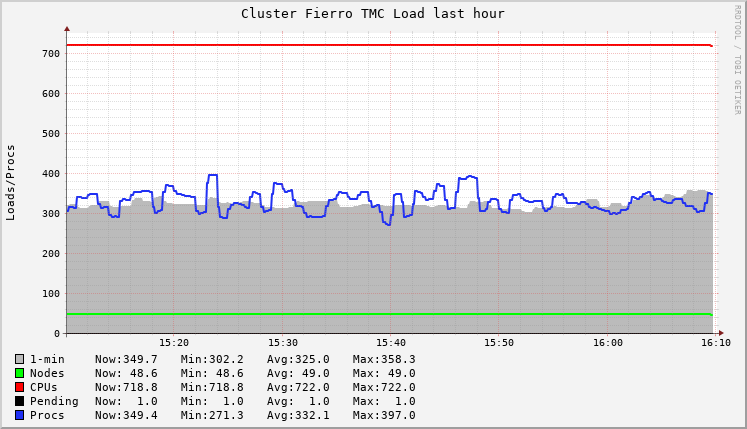 Cluster Fierro TMC Load last hour
RRDTOOL / TOBI OETIKER
Loads/Procs
700
600
500
400
300
200
100
0
15:20 15:30 15:40 15:50 16:00 16:10
1-min Now:349.7 Min:302.2 Avg:325.0 Max:358.3
Nodes Now: 48.6 Min: 48.6 Avg: 49.0 Max: 49.0
CPUs Now:718.8 Min:718.8 Avg:722.0 Max:722.0
Pending Now: 1.0 Min: 1.0 Avg: 1.0 Max: 1.0
Procs Now:349.4 Min:271.3 Avg:332.1 Max:397.0